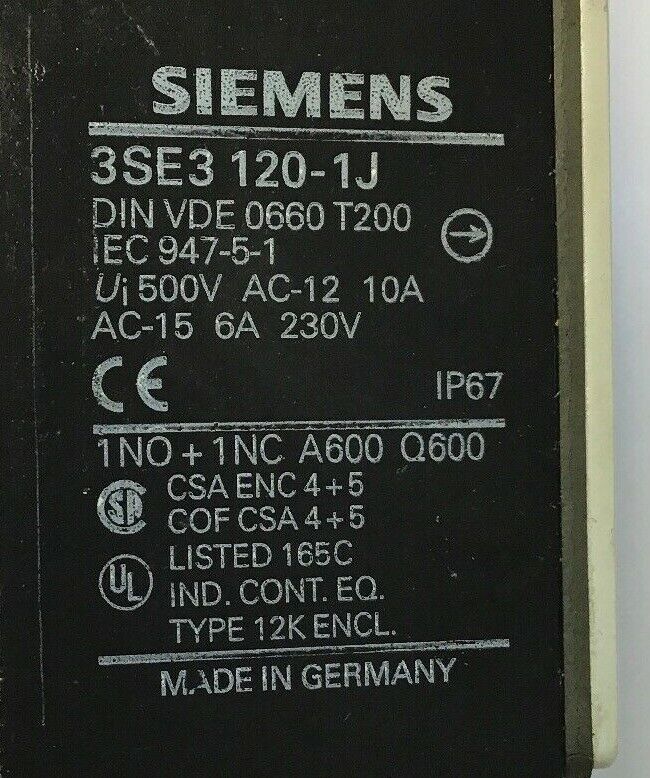 SIEMENS
3SE3 120-1J
DIN VDE 0660 T200
IEC 947-5-1
Ui 500V AC-12 10A
AC-15 6A 230V
CE IP67
1NO + 1NC A600 Q600
CSA ENC 4+5
SA COF CSA 4+5
LISTED 165C
UL IND. CONT. EQ.
TYPE 12K ENCL.
MADE IN GERMANY